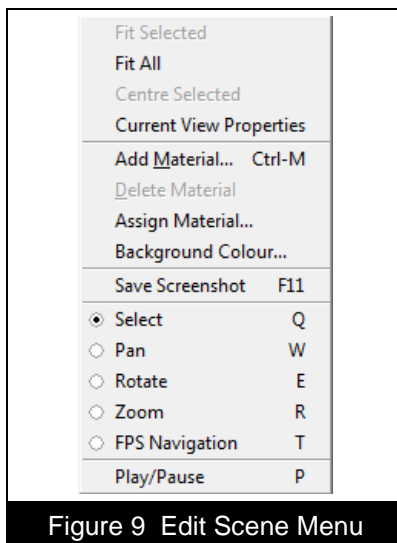 Fit Selected
Fit All
Centre Selected
Current View Properties
Add Material... Ctrl-M
Delete Material
Assign Material...
Background Colour...
Save Screenshot F11
Select Q
Pan W
Rotate E
Zoom R
FPS Navigation T
Play/Pause P
Figure 9 Edit Scene Menu